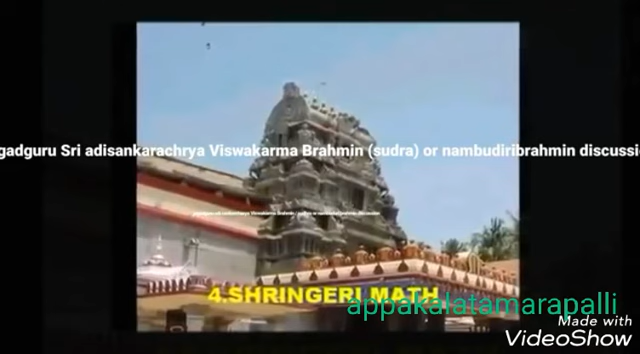 gadguru Sri adisankarachrya Viswakarma Brahmin (sudra) or nambudiribrahmin discussi
4.SHRINGERI MATH
appakalatamarapalli
Made with
VideoShow